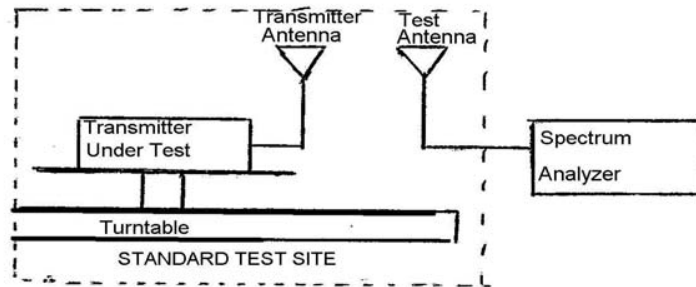 Transmitter
Antenna
Test
Antenna
Transmitter
Under Test
Spectrum
Analyzer
Turntable
STANDARD TEST SITE